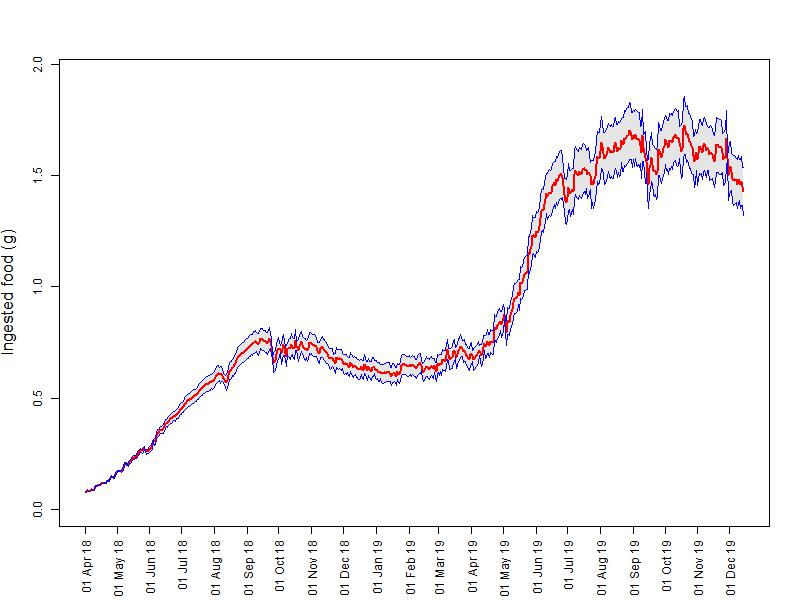 Ingested food (g)
2.0
1.5
1.0
0.5
0.0
01 Apr 18
01 May 18
01 Jun 18
01 Jul 18
01 Aug 18
01 Sep 18
01 Oct 18
01 Nov 18
01 Dec 18
01 Jan 19
01 Feb 19
01 Mar 19
01 Apr 19
01 May 19
01 Jun 19
01 Jul 19
01 Aug 19
01 Sep 19
01 Oct 19
01 Nov 19
01 Dec 19